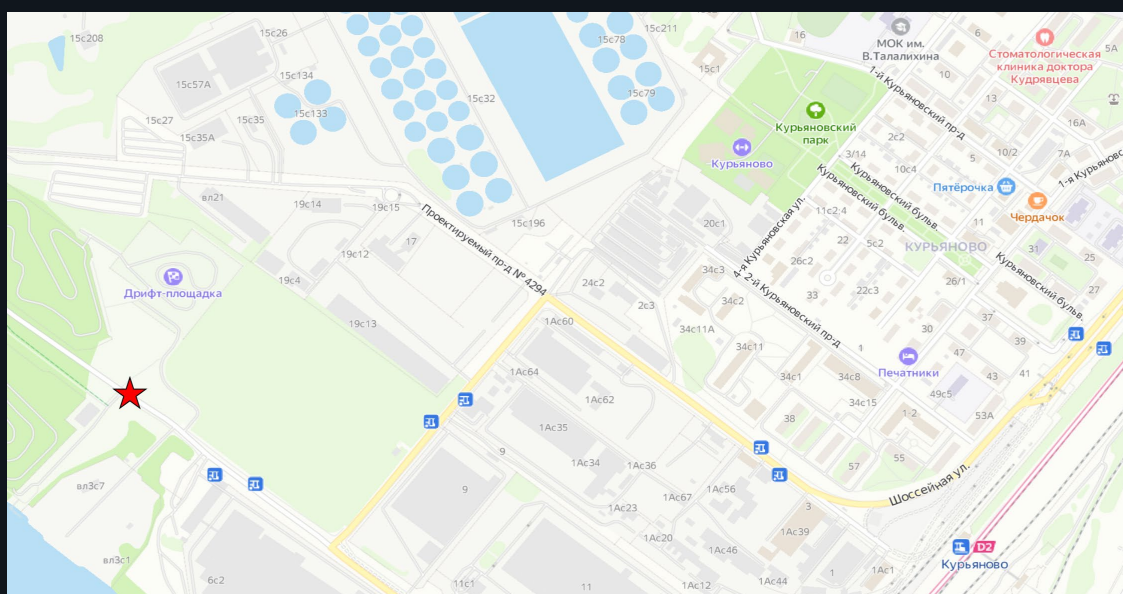 15с208
15с26
15с78
15с211
16
МОК им.
В.Талалихина
6
Стоматологическая
клиника доктора
Кудрявцева
5А
15с57А
15с134
15с1
1-й Курьяновский пр-д
10
13
15с27
15с35
15с133
15с32
15с79
Курьяновский
парк
16А
15с35А
2с2
10/2
7А
Курьяново
3/14
10с4
5
1-я Курьяновс
вл21
19с14
19с15
Курьяновский бульв.
Курьяновский бульв.
Пятёрочка
Чердачок
Проектируемый пр-д № 4294
15с196
20с1
4-я Курьяновская ул.
11с2:4
11
17
22
5с2
КУРЬЯНОВО
31
19с12
26с2
25
Дрифт-площадка
19с4
24с2
34с3
2-й Курьяновский пр-д
33
22с3
26/1
Курьяновский бульв.
27
19с13
1Ас60
2с3
34с2
34с11А
30
37
39
34с11
1
47
Печатники
1Ас64
34с1
34с8
43
41
1Ас62
34с15
49с5
1Ас35
38
1-2
53А
9
1Ас34
1Ас36
57
55
вл3с7
9
1Ас67
1Ас56
Шоссейная ул.
1Ас23
3
1Ас39
1Ас20
1Ас46
вл3с1
D2
Курьяново
6с2
11с1
11
1Ас12
1Ас44
1
1Ас1